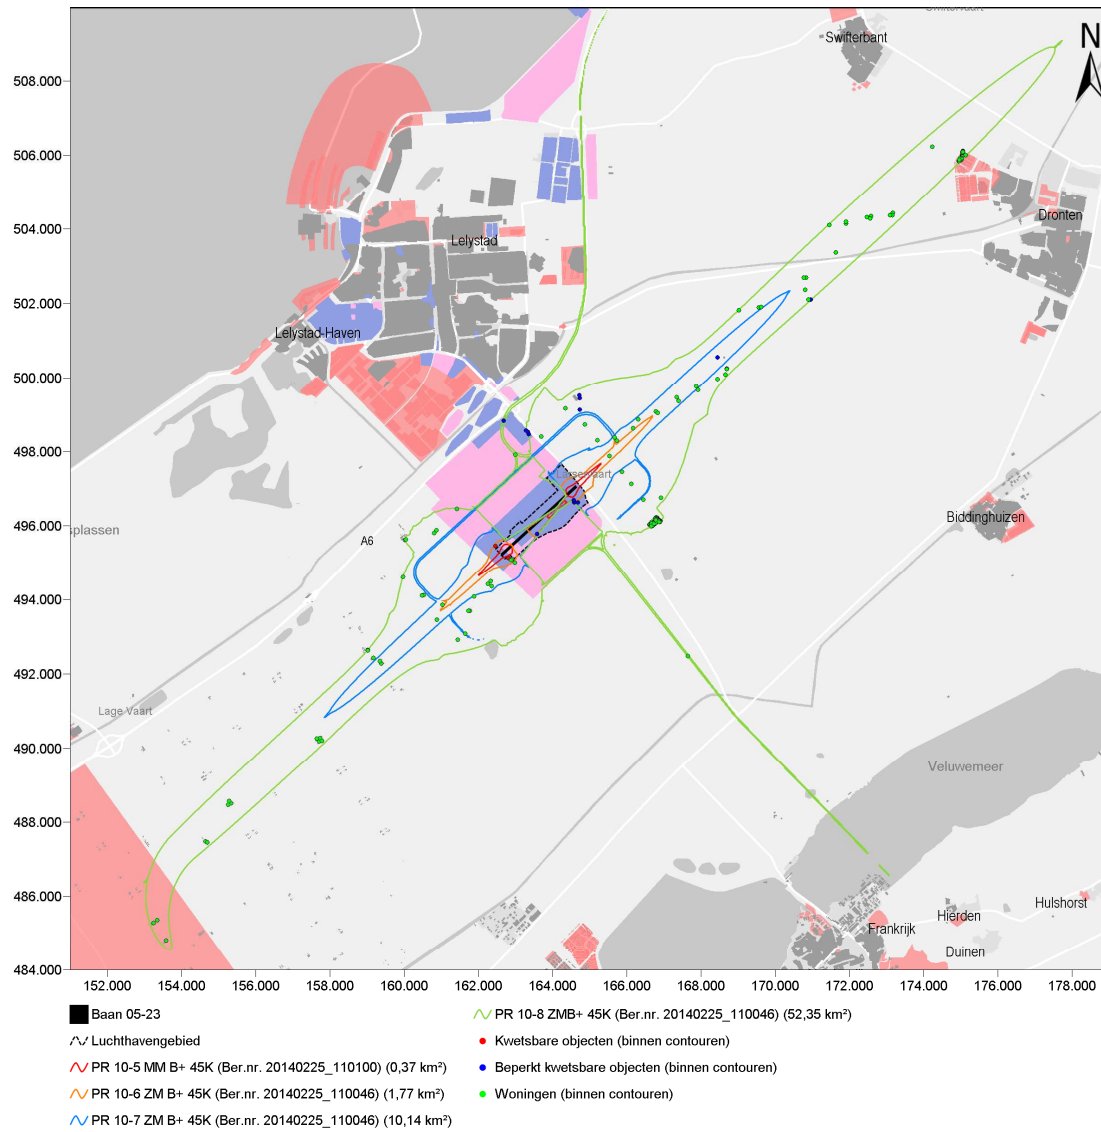 Swifterbant
N
508.000
506.000
Dronten
504.000
Lelystad
502.000
Lelystad-Haven
500.000
498.000
Larservaart
496.000
splassen
A6
Biddinghuizen
494.000
492.000
Lage Vaart
490.000
Veluwemeer
488.000
486.000
Hulshorst
Hierden
Frankrijk
Duinen
484.000
152.000 154.000 156.000 158.000 160.000 162.000 164.000 166.000 168.000 170.000 172.000 174.000 176.000 178.000
Baan 05-23
Luchthavengebied
PR 10-5 MM B+ 45K (Ber.nr. 20140225_110100) (0,37 km²)
PR 10-6 ZM B+ 45K (Ber.nr. 20140225_110046) (1,77 km²)
PR 10-7 ZM B+ 45K (Ber.nr. 20140225_110046) (10,14 km²)
PR 10-8 ZMB+ 45K (Ber.nr. 20140225_110046) (52,35 km²)
Kwetsbare objecten (binnen contouren)
Beperkt kwetsbare objecten (binnen contouren)
Woningen (binnen contouren)